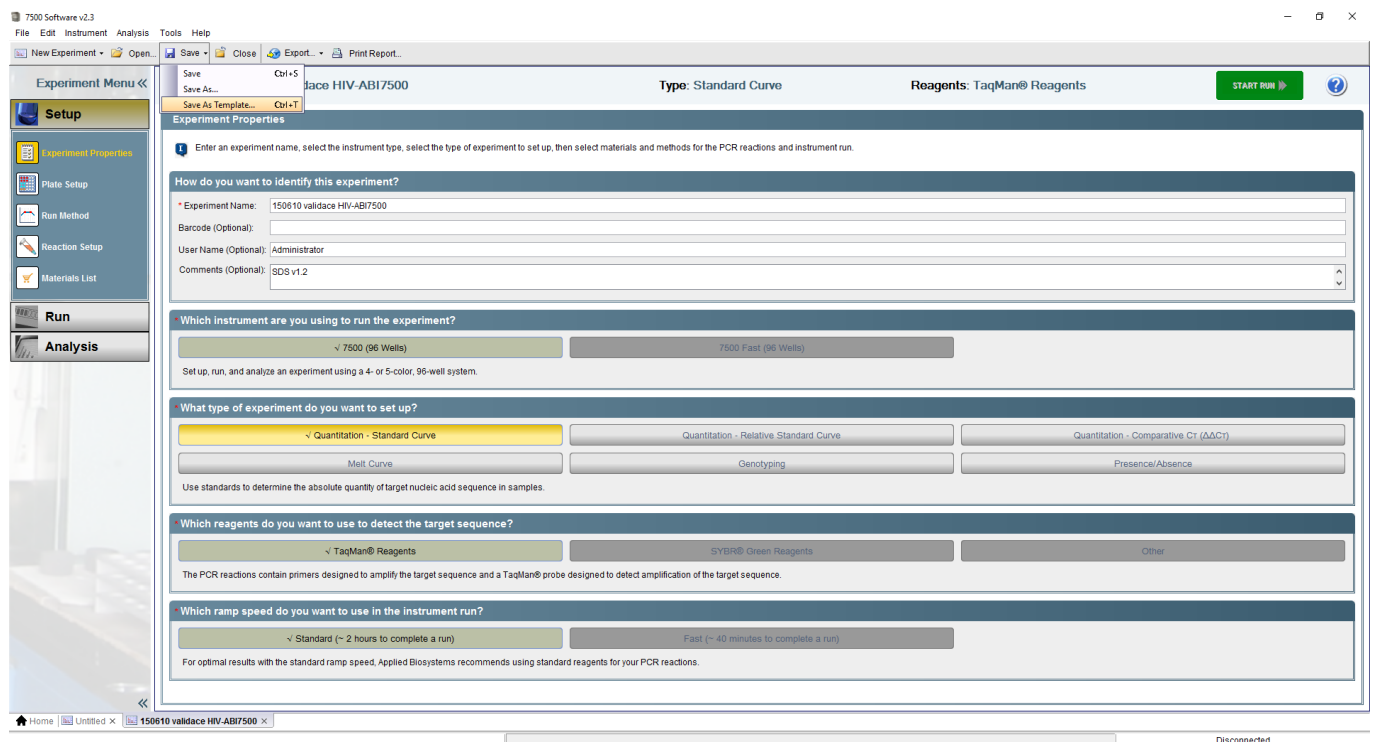 7500 Software v2.3
File Edit Instrument Analysis Tools Help
New Experiment Open... Save Close Export... Print Report...
Save Ctrl+S
Save As...
Save As Template... Ctrl+T
Experiment Menu «
dace HIV-ABI7500 Type: Standard Curve Reagents: TaqMan® Reagents START RUN ?
Setup
Experiment Properties
Plate Setup
Run Method
Reaction Setup
Materials List
Run
Analysis
«
Experiment Properties
Enter an experiment name, select the instrument type, select the type of experiment to set up, then select materials and methods for the PCR reactions and instrument run.
How do you want to identify this experiment?
* Experiment Name: 150610 validace HIV-ABI7500
Barcode (Optional):
User Name (Optional): Administrator
Comments (Optional): SDS v1.2
* Which instrument are you using to run the experiment?
√ 7500 (96 Wells) 7500 Fast (96 Wells)
Set up, run, and analyze an experiment using a 4- or 5-color, 96-well system.
* What type of experiment do you want to set up?
√ Quantitation - Standard Curve Quantitation - Relative Standard Curve Quantitation - Comparative CT (ΔΔCT)
Melt Curve Genotyping Presence/Absence
Use standards to determine the absolute quantity of target nucleic acid sequence in samples.
* Which reagents do you want to use to detect the target sequence?
√ TaqMan® Reagents SYBR® Green Reagents Other
The PCR reactions contain primers designed to amplify the target sequence and a TaqMan® probe designed to detect amplification of the target sequence.
* Which ramp speed do you want to use in the instrument run?
√ Standard (~ 2 hours to complete a run) Fast (~ 40 minutes to complete a run)
For optimal results with the standard ramp speed, Applied Biosystems recommends using standard reagents for your PCR reactions.
Home Untitled × 150610 validace HIV-ABI7500 ×
Disconnected